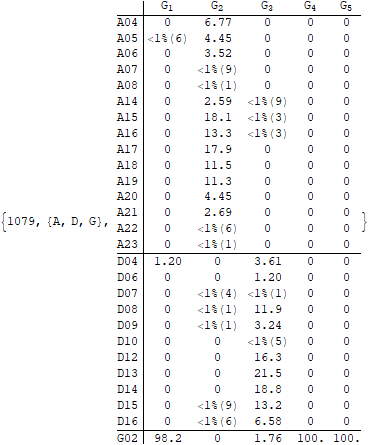 G1 G2 G3 G4 G5
A04 0 6.77 0 0 0
A05 <1%(6) 4.45 0 0 0
A06 0 3.52 0 0 0
A07 0 <1%(9) 0 0 0
A08 0 <1%(1) 0 0 0
A14 0 2.59 <1%(9) 0 0
A15 0 18.1 <1%(3) 0 0
A16 0 13.3 <1%(3) 0 0
A17 0 17.9 0 0 0
A18 0 11.5 0 0 0
A19 0 11.3 0 0 0
A20 0 4.45 0 0 0
A21 0 2.69 0 0 0
{1079, {A, D, G}, A22 0 <1%(6) 0 0 0 }
A23 0 <1%(1) 0 0 0
D04 1.20 0 3.61 0 0
D06 0 0 1.20 0 0
D07 0 <1%(4) <1%(1) 0 0
D08 0 <1%(1) 11.9 0 0
D09 0 <1%(1) 3.24 0 0
D10 0 0 <1%(5) 0 0
D12 0 0 16.3 0 0
D13 0 0 21.5 0 0
D14 0 0 18.8 0 0
D15 0 <1%(9) 13.2 0 0
D16 0 <1%(6) 6.58 0 0
G02 98.2 0 1.76 100. 100.